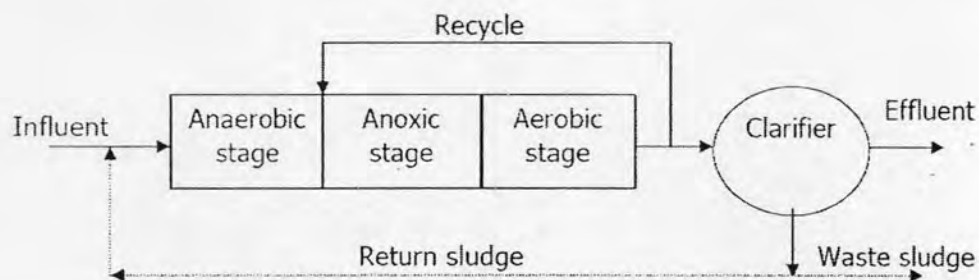 Recycle
Influent
Anaerobic
stage
Anoxic
stage
Aerobic
stage
Clarifier
Effluent
Return sludge
Waste sludge